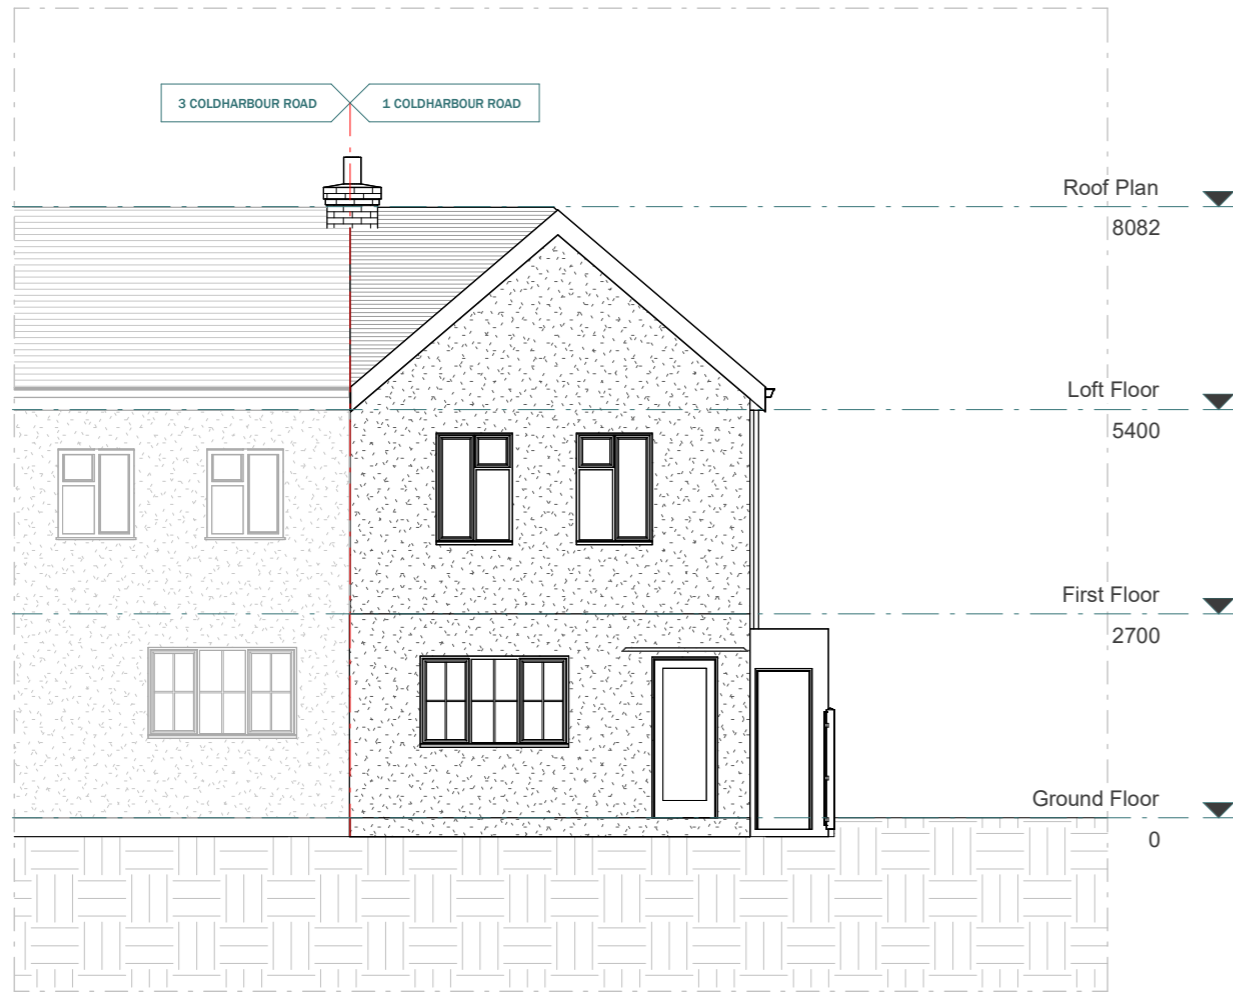 3 COLDHARBOUR ROAD
1 COLDHARBOUR ROAD
Roof Plan
8082
Loft Floor
5400
First Floor
2700
Ground Floor
0